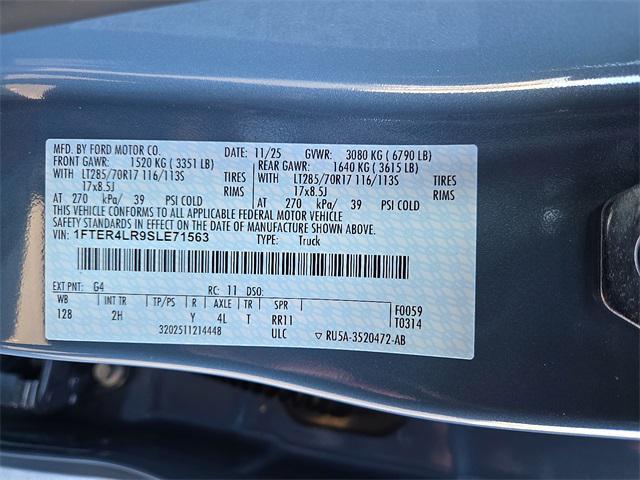 MFD. BY FORD MOTOR CO. DATE: 11/25 GVWR: 3080 KG ( 6790 LB)
FRONT GAWR: 1520 KG ( 3351 LB) REAR GAWR: 1640 KG ( 3615 LB)
WITH LT285/70R17 116/113S TIRES WITH LT285/70R17 116/113S TIRES
17x8.5J RIMS 17x8.5J RIMS
AT 270 kPa/ 39 PSI COLD AT 270 kPa/ 39 PSI COLD
THIS VEHICLE CONFORMS TO ALL APPLICABLE FEDERAL MOTOR VEHICLE
SAFETY STANDARDS IN EFFECT ON THE DATE OF MANUFACTURE SHOWN ABOVE.
VIN: 1FTER4LR9SLE71563 TYPE: Truck
EXT PNT: G4 RC: 11 DSO:
WB INT TR TP/PS R AXLE TR SPR F0059
128 2H Y 4L T RR11 T0314
3202511214448 ULC ▽ RU5A-3520472-AB